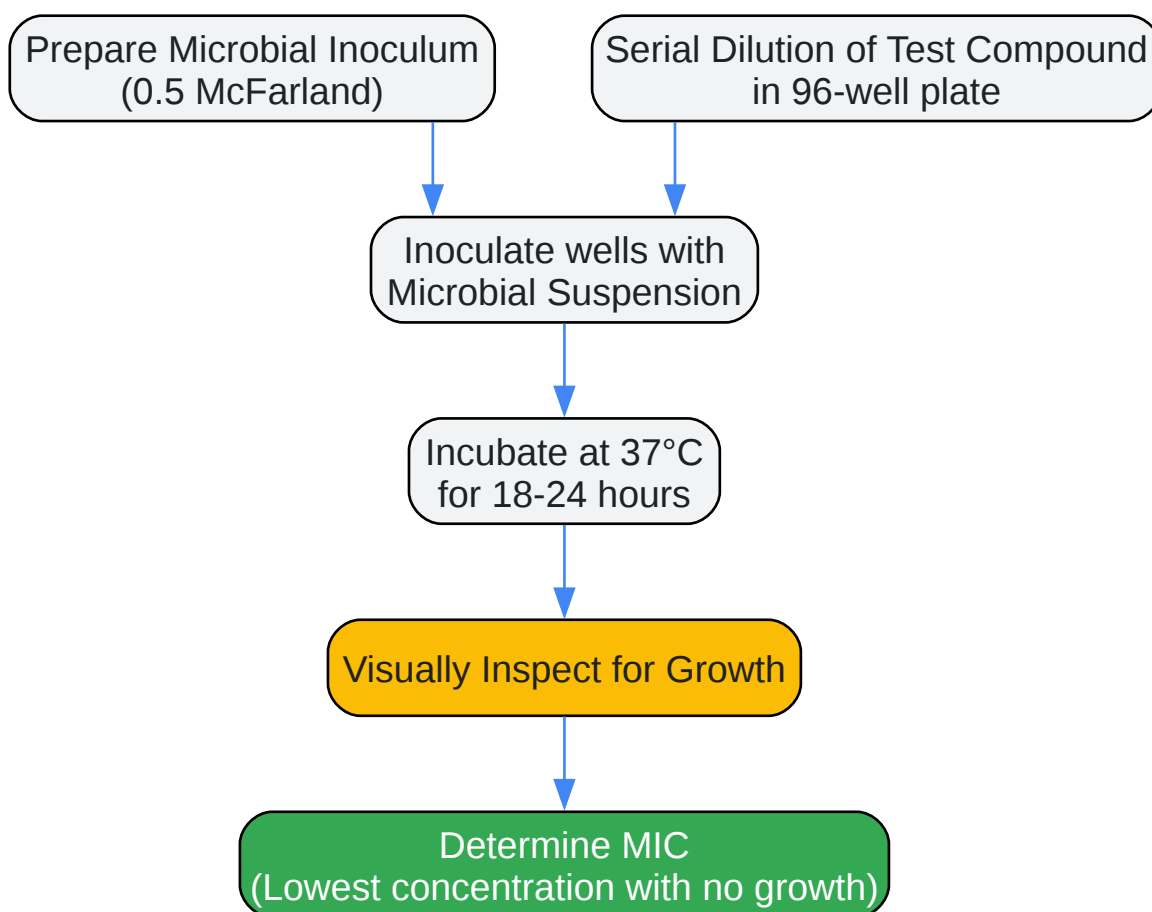 Prepare Microbial Inoculum
(0.5 McFarland)
Serial Dilution of Test Compound
in 96-well plate
Inoculate wells with
Microbial Suspension
Incubate at 37°C
for 18-24 hours
Visually Inspect for Growth
Determine MIC
(Lowest concentration with no growth)